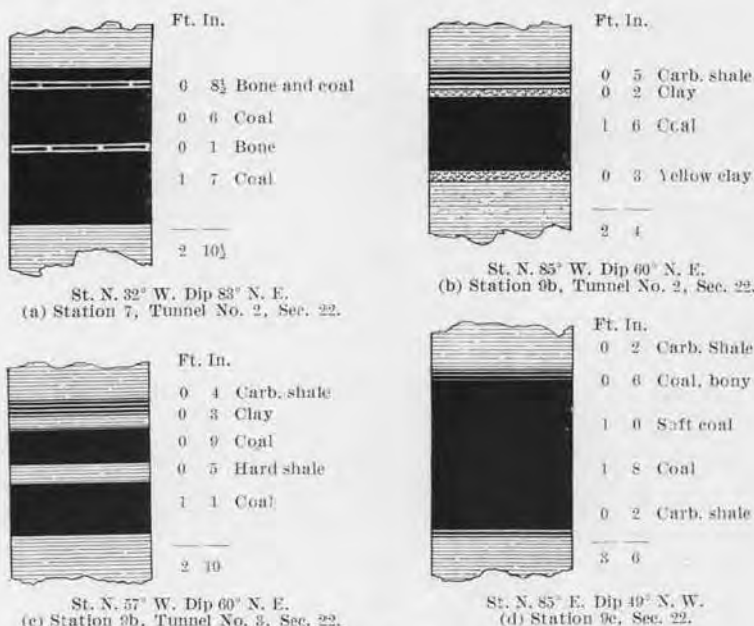 Ft. In.
0 8½ Bone and coal
0 6 Coal
0 1 Bone
1 7 Coal
2 10½
St. N. 32° W. Dip 83° N. E.
(a) Station 7, Tunnel No. 2, Sec. 22.
Ft. In.
0 5 Carb. shale
0 2 Clay
1 6 Coal
0 3 Yellow clay
2 4
St. N. 85° W. Dip 60° N. E.
(b) Station 9b, Tunnel No. 2, Sec. 22.
Ft. In.
0 4 Carb. shale
0 3 Clay
0 9 Coal
0 5 Hard shale
1 1 Coal
2 10
St. N. 57° W. Dip 60° N. E.
(c) Station 9b, Tunnel No. 3, Sec. 22.
Ft. In.
0 2 Carb. Shale
0 6 Coal, bony
1 0 Soft coal
1 8 Coal
0 2 Carb. shale
3 6
St. N. 85° E. Dip 49° N. W.
(d) Station 9c, Sec. 22.